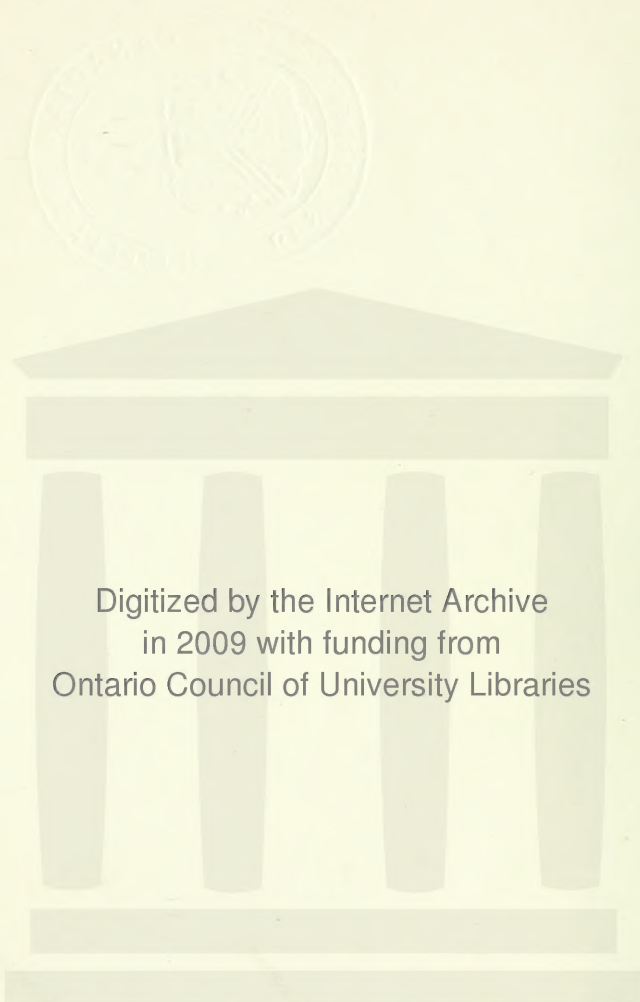 Digitized by the Internet Archive
in 2009 with funding from
Ontario Council of University Libraries